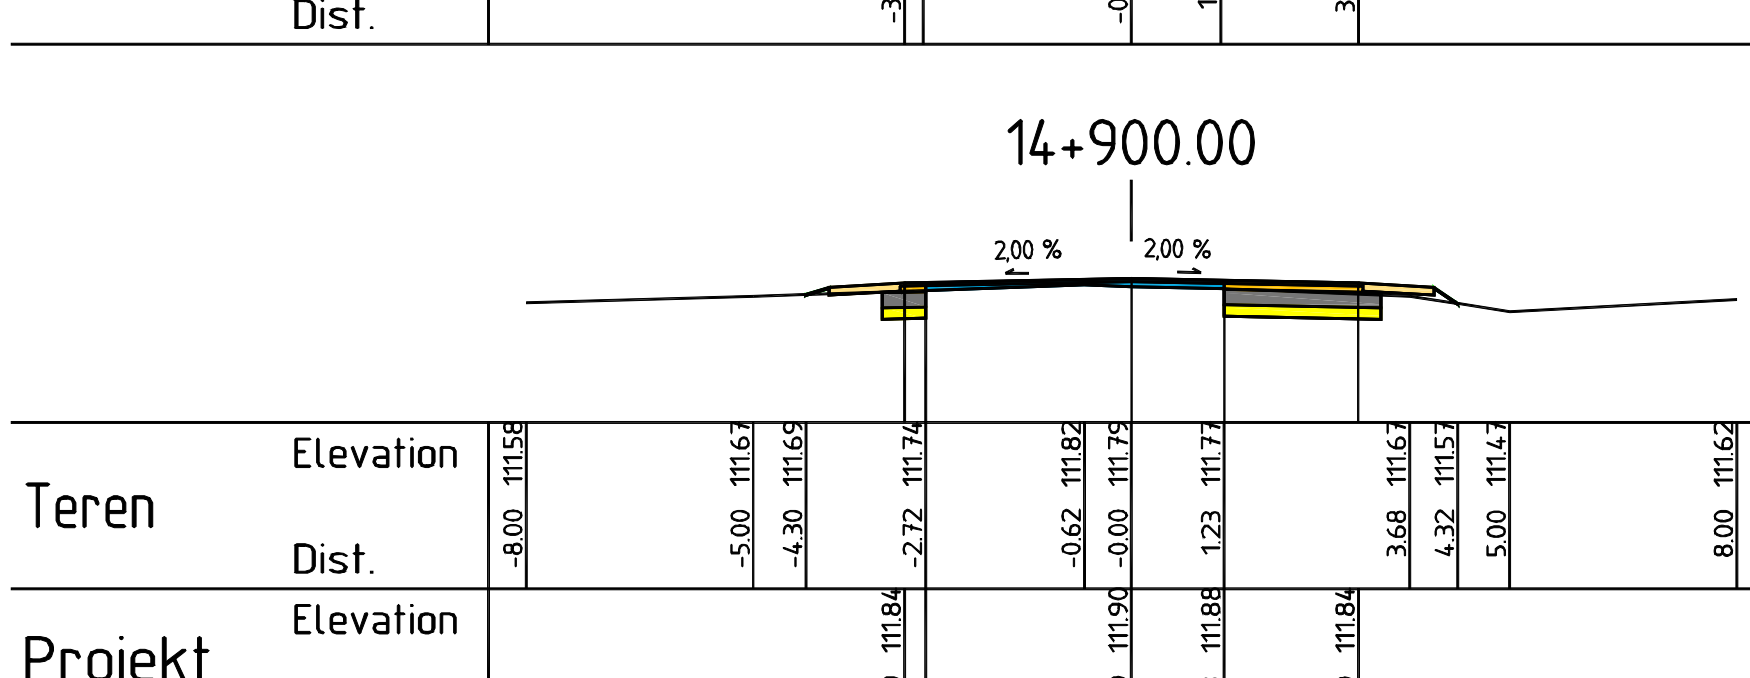 Dist.
14+900.00
2,00 % 2,00 %
Elevation 111.58 111.67 111.69 111.74 111.82 111.79 111.77 111.67 111.57 111.47 111.62
Teren
Dist. -8.00 -5.00 -4.30 -2.72 -0.62 -0.00 1.23 3.68 4.32 5.00 8.00
Elevation 111.84 111.90 111.88 111.84
Projekt